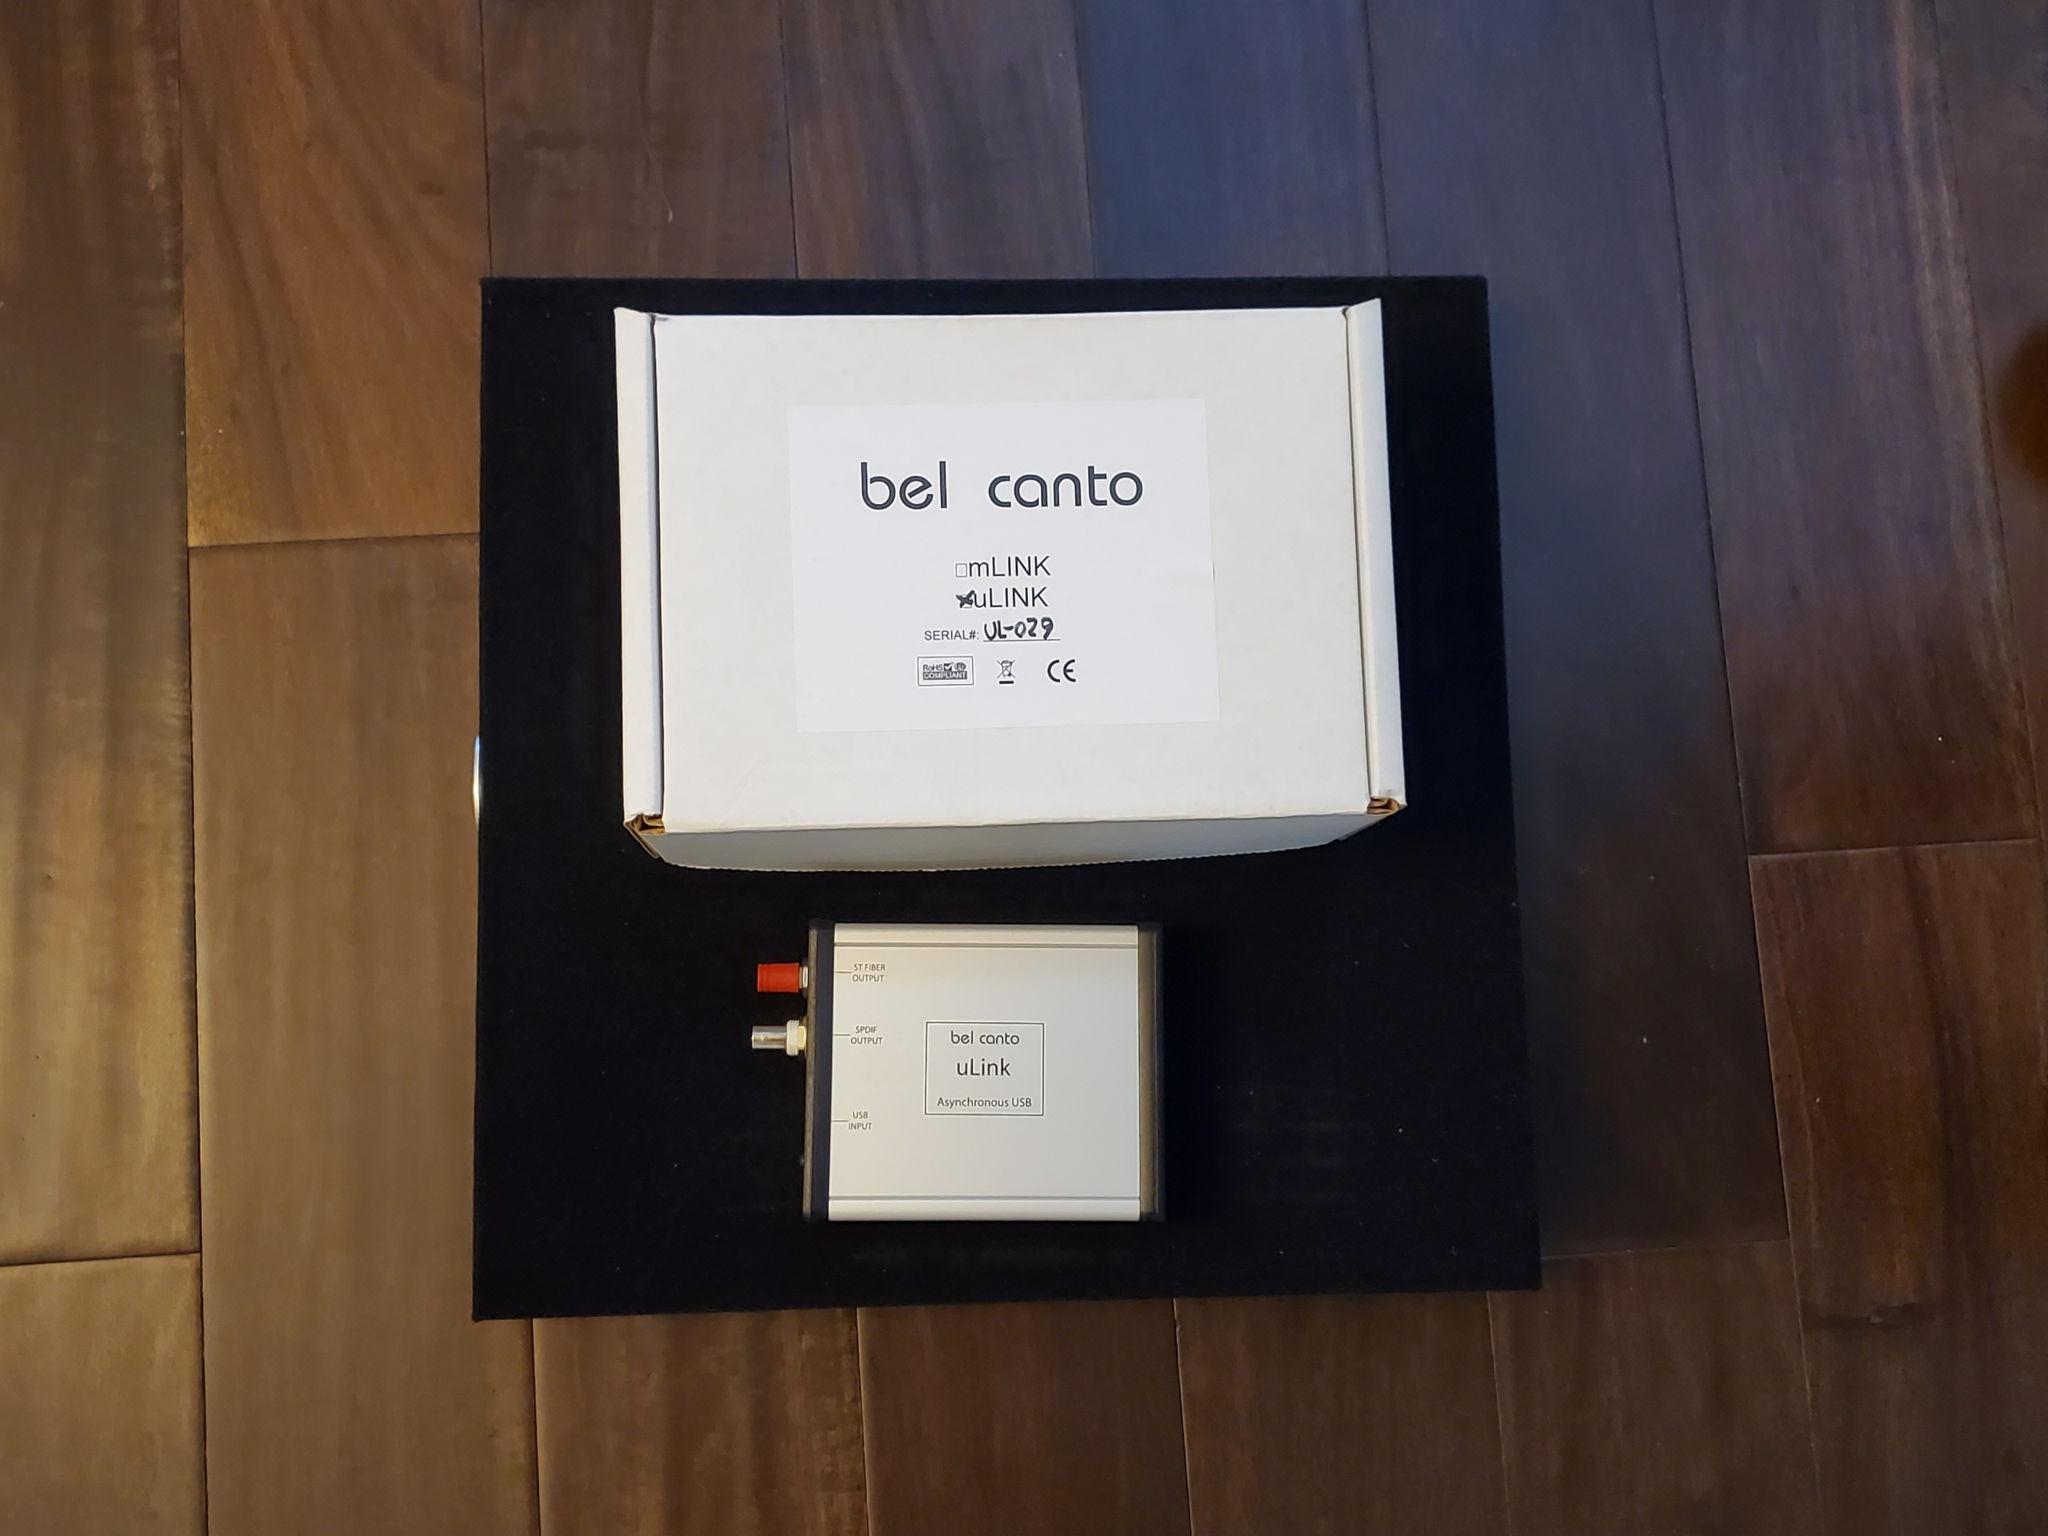 bel canto
mLINK
uLINK
SERIAL#: UL-029
RoHS
COMPLIANT
CE
ST FIBER
OUTPUT
SPDIF
OUTPUT
bel canto
uLink
Asynchronous USB
USB
INPUT